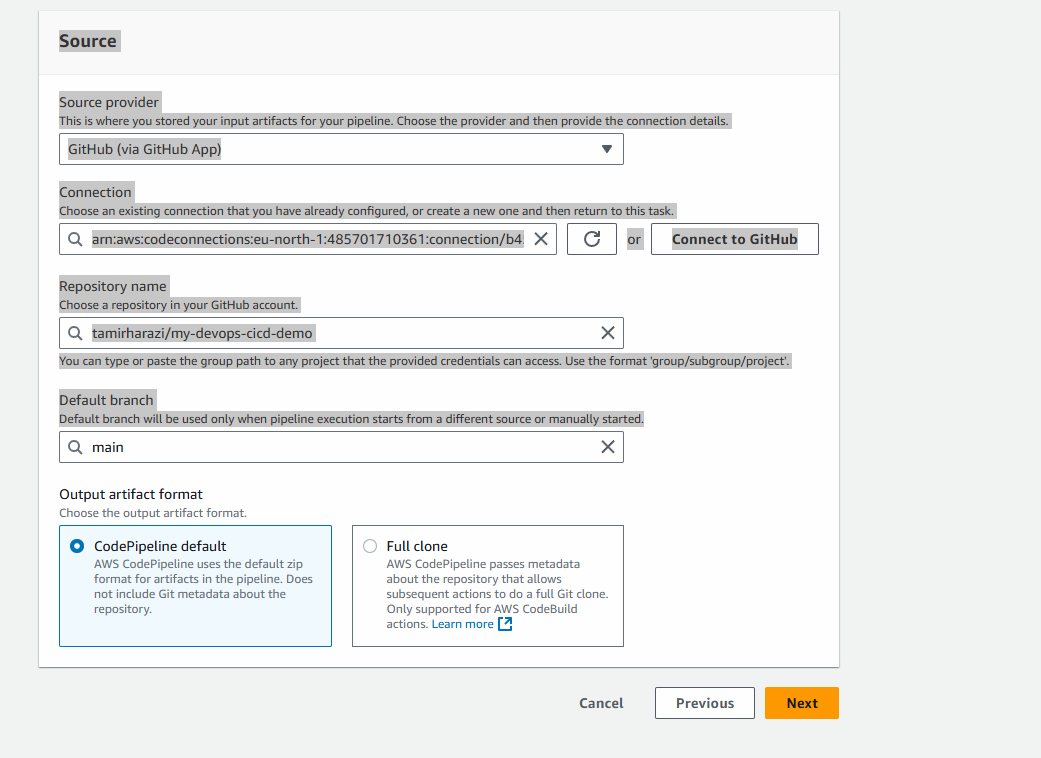 Source
Source provider
This is where you stored your input artifacts for your pipeline. Choose the provider and then provide the connection details.
GitHub (via GitHub App)
Connection
Choose an existing connection that you have already configured, or create a new one and then return to this task.
arn:aws:codeconnections:eu-north-1:485701710361:connection/b4
or
Connect to GitHub
Repository name
Choose a repository in your GitHub account.
tamirharazi/my-devops-cicd-demo
You can type or paste the group path to any project that the provided credentials can access. Use the format 'group/subgroup/project'.
Default branch
Default branch will be used only when pipeline execution starts from a different source or manually started.
main
Output artifact format
Choose the output artifact format.
CodePipeline default
AWS CodePipeline uses the default zip
format for artifacts in the pipeline. Does
not include Git metadata about the
repository.
Full clone
AWS CodePipeline passes metadata
about the repository that allows
subsequent actions to do a full Git clone.
Only supported for AWS CodeBuild
actions. Learn more
Cancel
Previous
Next